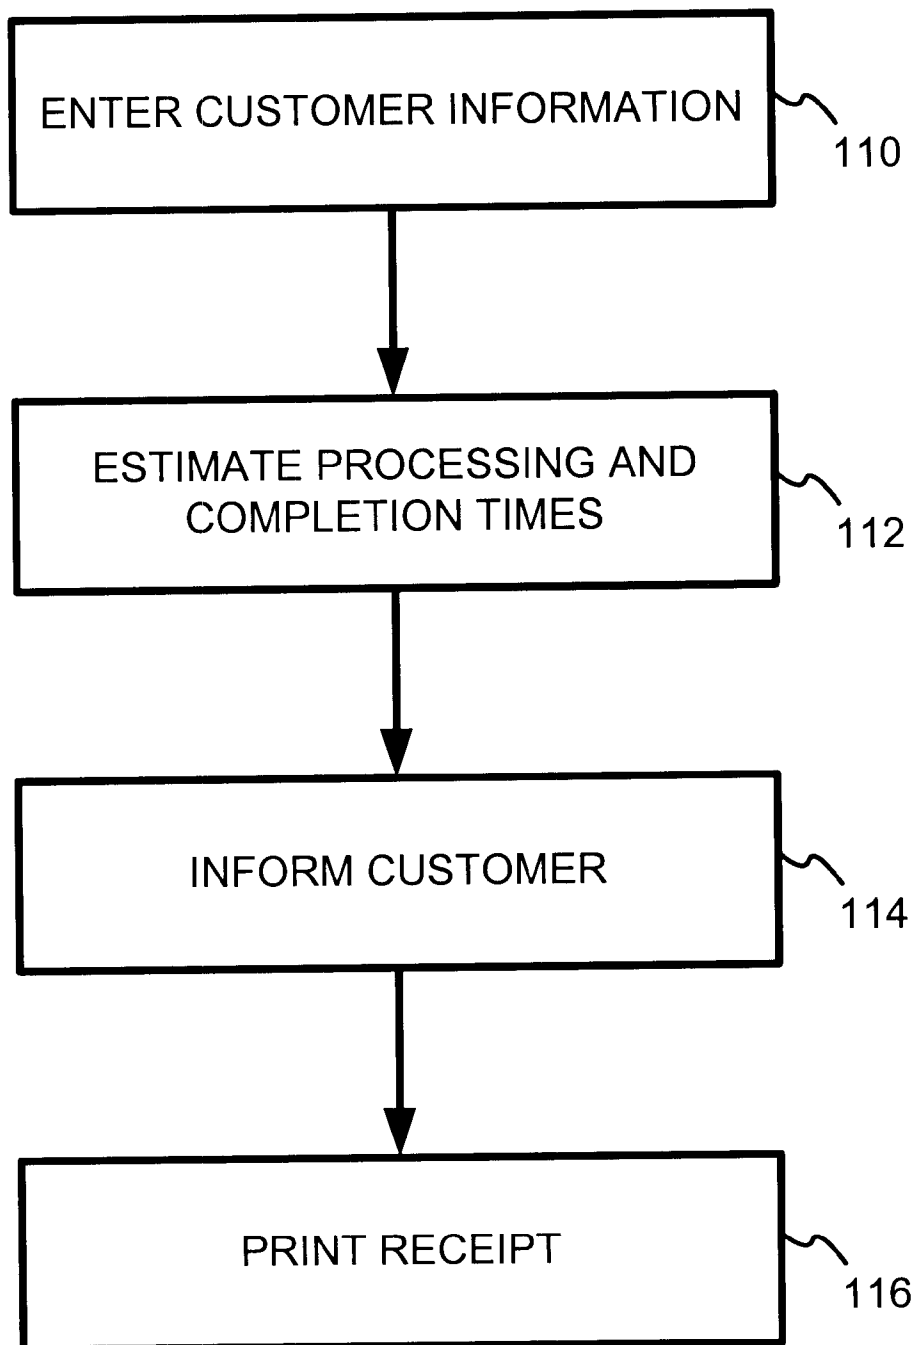 ENTER CUSTOMER INFORMATION
110
ESTIMATE PROCESSING AND
COMPLETION TIMES
112
INFORM CUSTOMER
114
PRINT RECEIPT
116